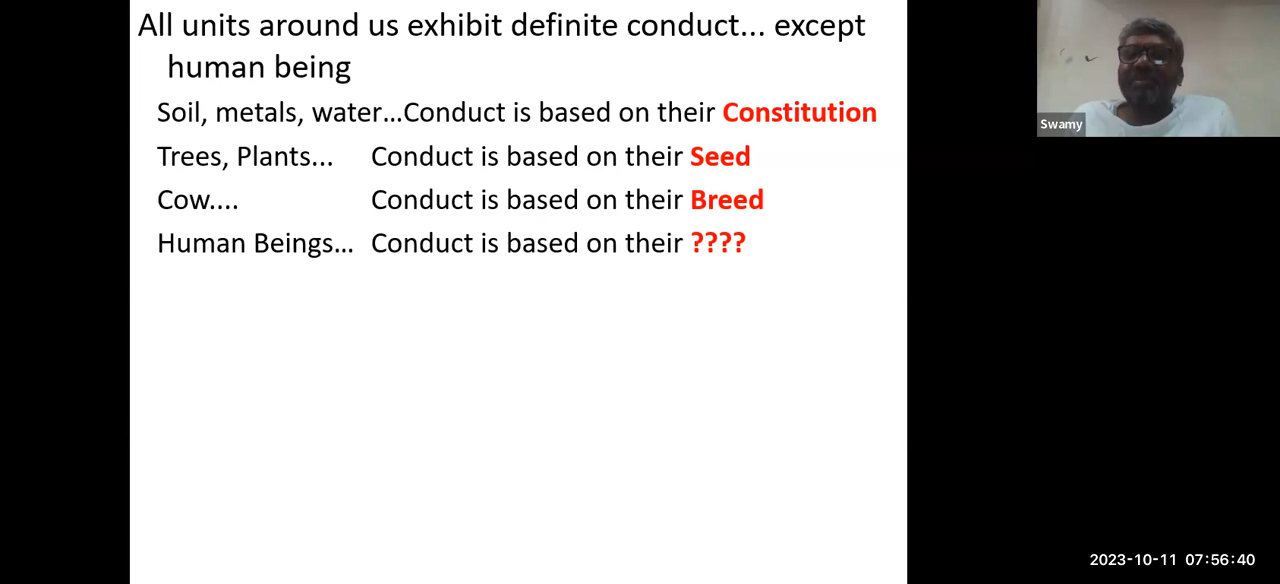 All units around us exhibit definite conduct... except
human being
Soil, metals, water...Conduct is based on their Constitution
Trees, Plants... Conduct is based on their Seed
Cow.... Conduct is based on their Breed
Human Beings... Conduct is based on their ????
Swamy
2023-10-11 07:56:40